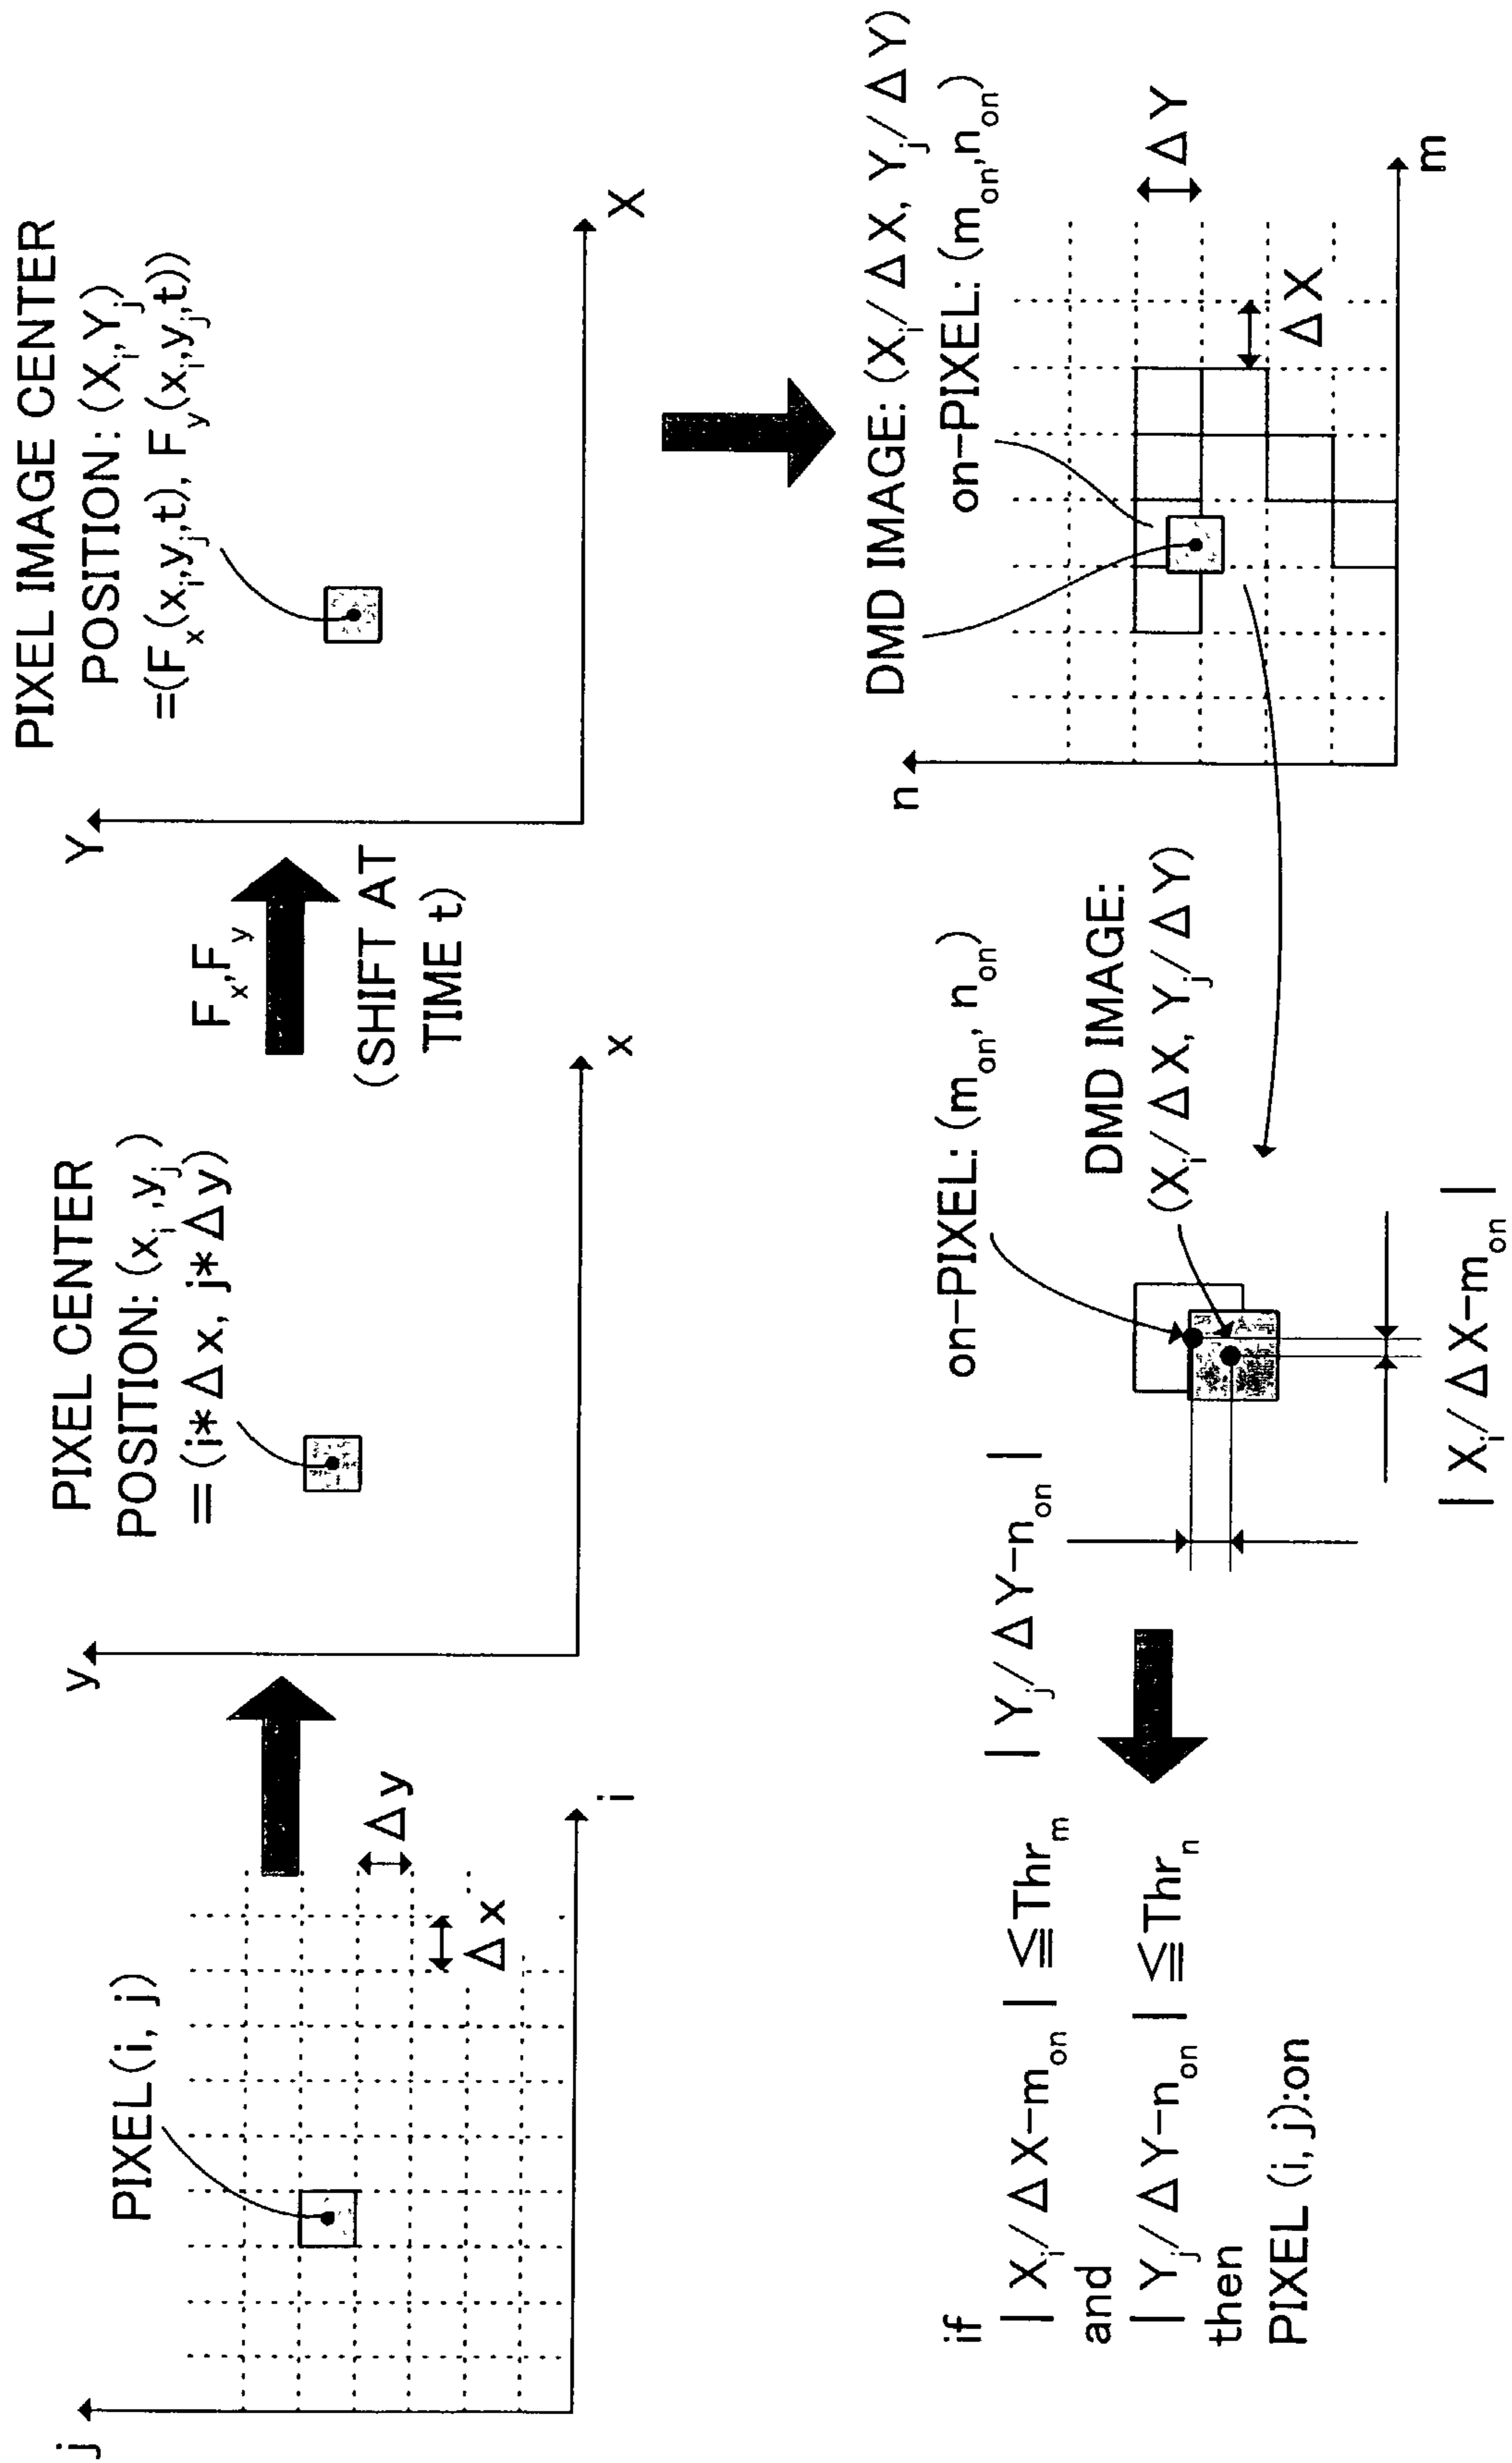 j
PIXEL(i, j)
Δx
Δy
i
y
PIXEL CENTER
POSITION: (x_i, y_j)
=(i*Δx, j*Δy)
x
F_x,F_y
(SHIFT AT
TIME t)
Y
PIXEL IMAGE CENTER
POSITION: (X_i,Y_j)
=(F_x(x_i,y_j,t), F_y(x_i,y_j,t))
X
DMD IMAGE: (X_i/ΔX, Y_j/ΔY)
on-PIXEL: (m_on,n_on)
n
ΔY
ΔX
m
on-PIXEL: (m_on, n_on)
DMD IMAGE:
(X_i/ΔX, Y_j/ΔY)
|Y_j/ΔY-n_on|
|X_i/ΔX-m_on|
if
|X_i/ΔX-m_on|≦Thr_m
and
|Y_j/ΔY-n_on|≦Thr_n
then
PIXEL (i, j):on